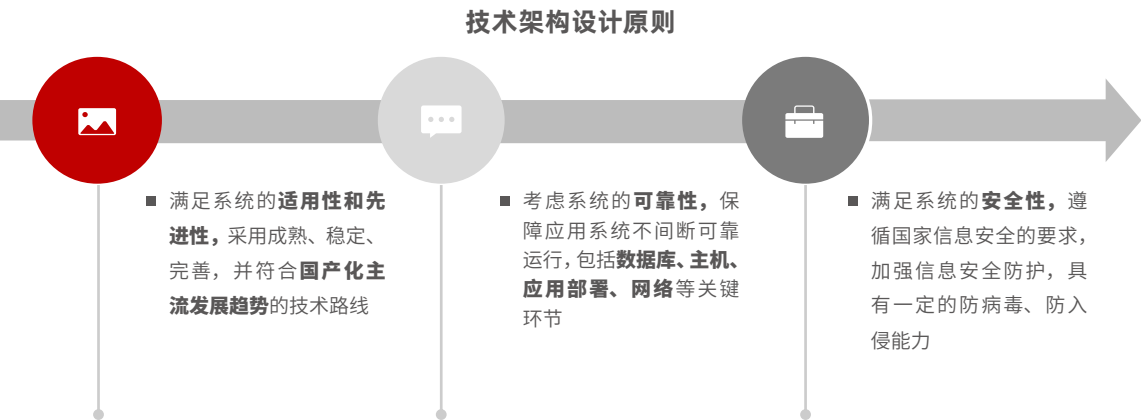 技术架构设计原则
满足系统的适用性和先
进性，采用成熟、稳定、
完善，并符合国产化主
流发展趋势的技术路线
考虑系统的可靠性，保
障应用系统不间断可靠
运行，包括数据库、主机、
应用部署、网络等关键
环节
满足系统的安全性，遵
循国家信息安全的要求，
加强信息安全防护，具
有一定的防病毒、防入
侵能力